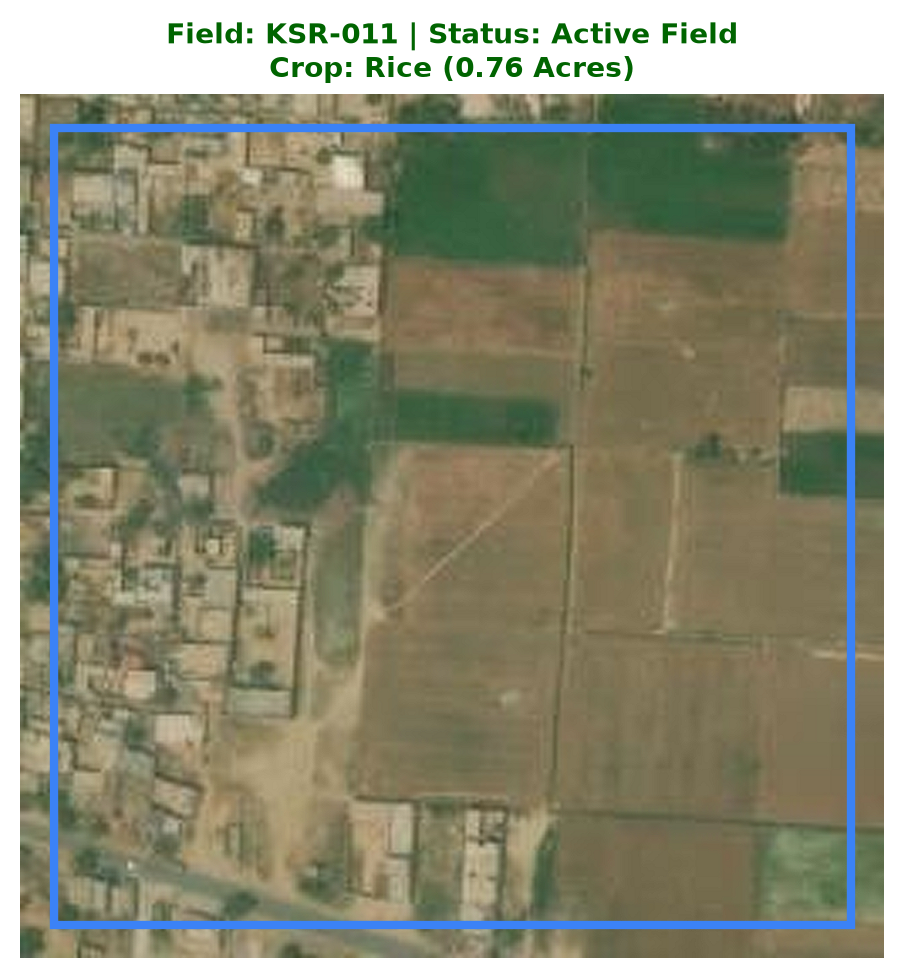 Field: KSR-011 | Status: Active Field
Crop: Rice (0.76 Acres)